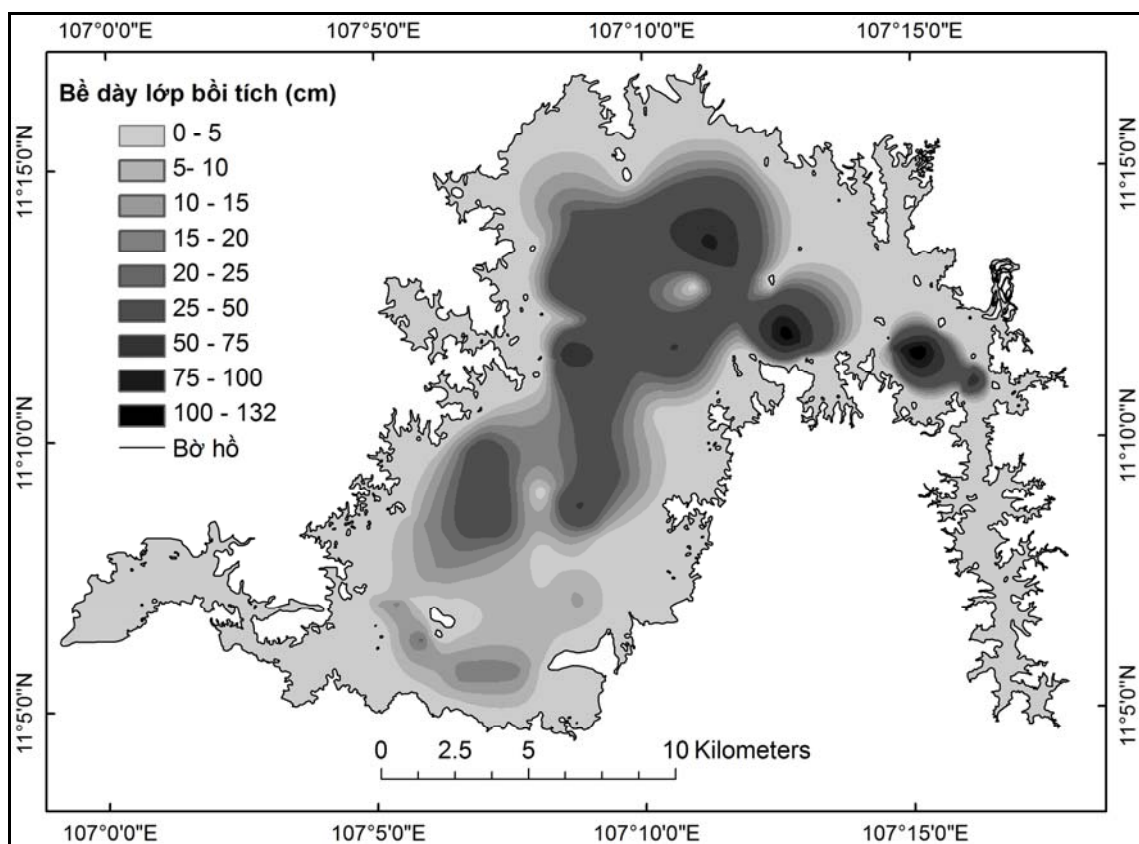 107°0'0"E 107°5'0"E 107°10'0"E 107°15'0"E
Bề dày lớp bồi tích (cm)
0 - 5
5- 10
10 - 15
15 - 20
20 - 25
25 - 50
50 - 75
75 - 100
100 - 132
Bờ hồ
11°15'0"N
11°10'0"N
11°5'0"N
11°15'0"N
11°10'0"N
11°5'0"N
0 2.5 5 10 Kilometers
107°0'0"E 107°5'0"E 107°10'0"E 107°15'0"E